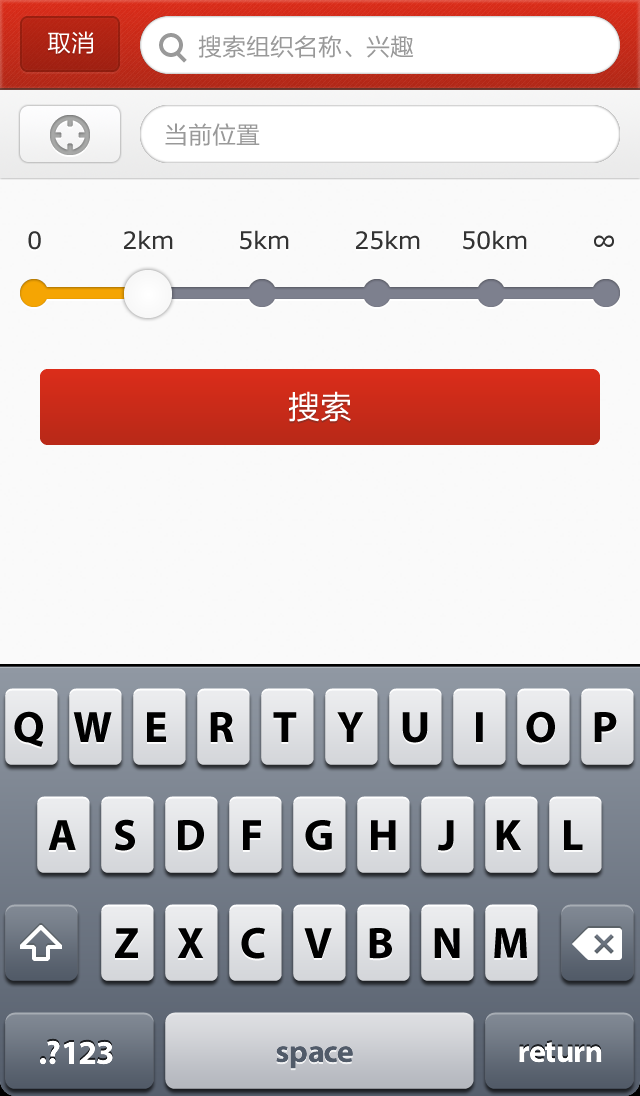 取消 搜索组织名称、兴趣
当前位置
0 2km 5km 25km 50km ∞
搜索
Q W E R T Y U I O P
A S D F G H J K L
Z X C V B N M
.?123 space return